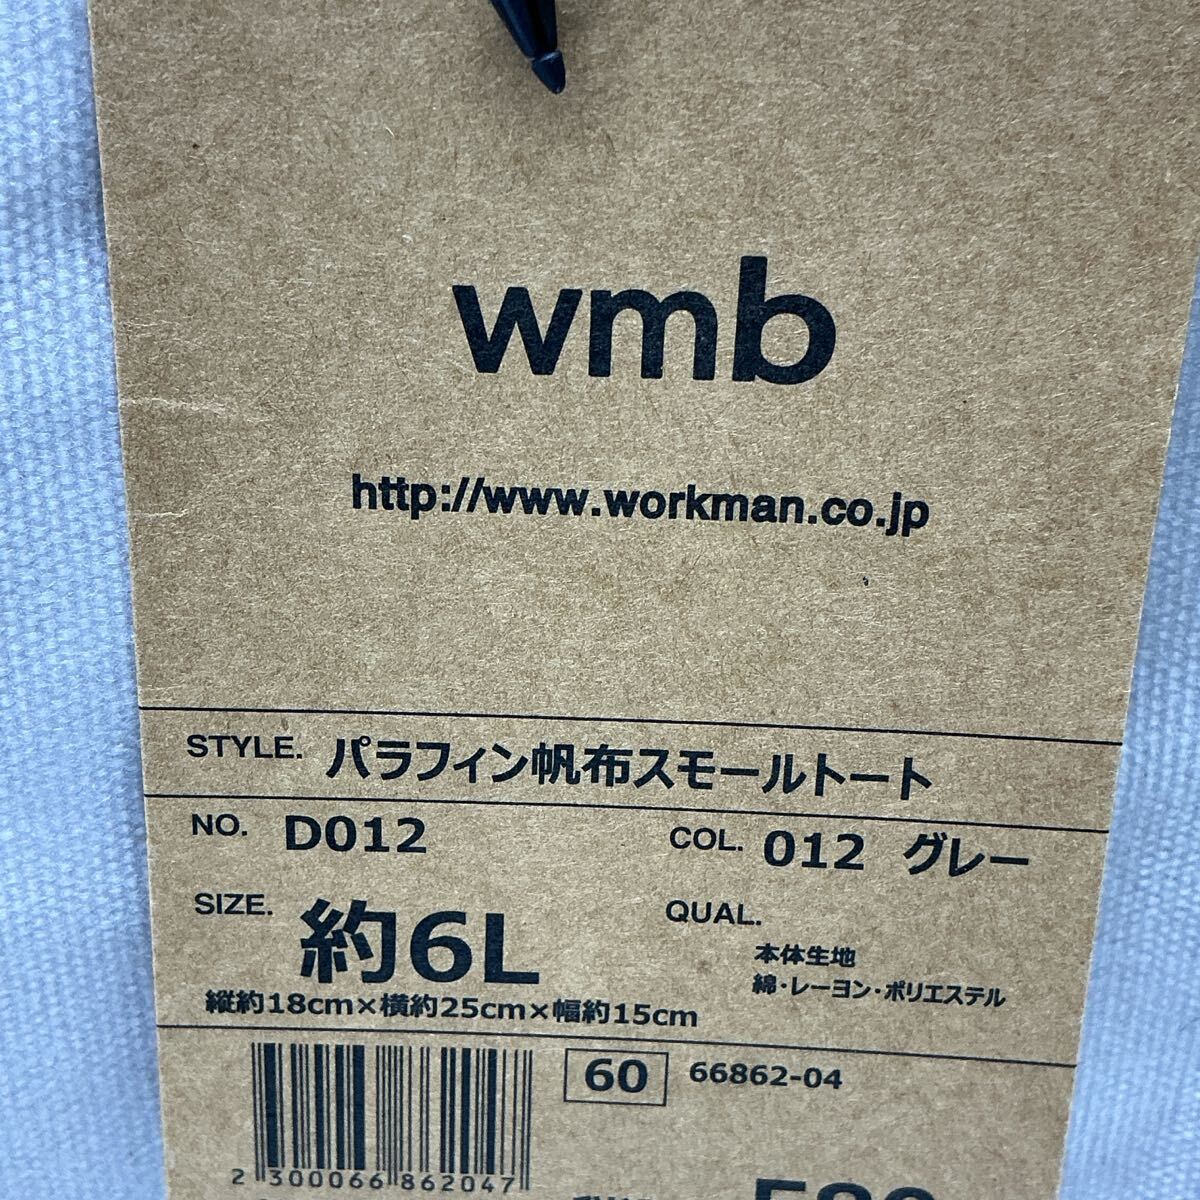 wmb
http://www.workman.co.jp
STYLE. パラフィン帆布スモールトート
NO. D012 COL. 012 グレー
SIZE. 約6L QUAL.
本体生地
綿・レーヨン・ポリエステル
縦約18cm×横約25cm×幅約15cm
60 66862-04
2 300066 862047